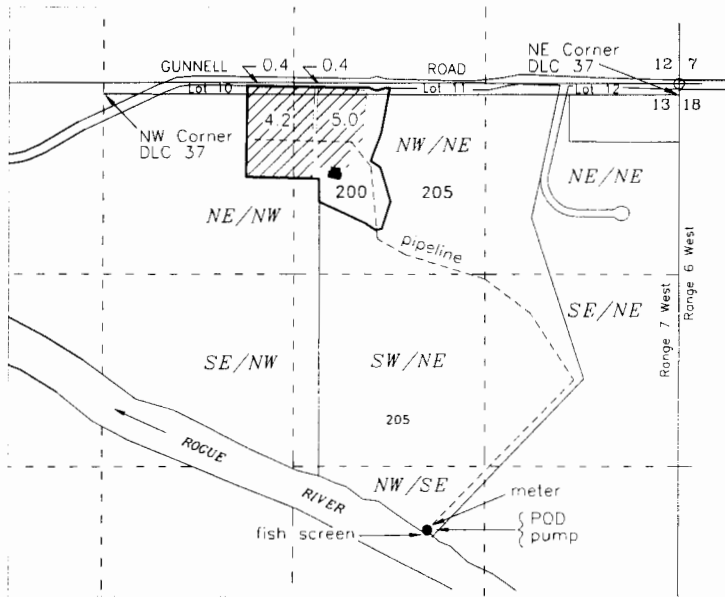 GUNNELL 0.4 0.4 ROAD
NE Corner
DLC 37
12 7
Lot 10 Lot 11 Lot 12
13 18
NW Corner
DLC 37
4.2 5.0
NW/NE
NE/NE
200 205
NE/NW
pipeline
SE/NE
Range 7 West
Range 6 West
SE/NW
SW/NE
205
ROGUE
RIVER
NW/SE
meter
POD
pump
fish screen